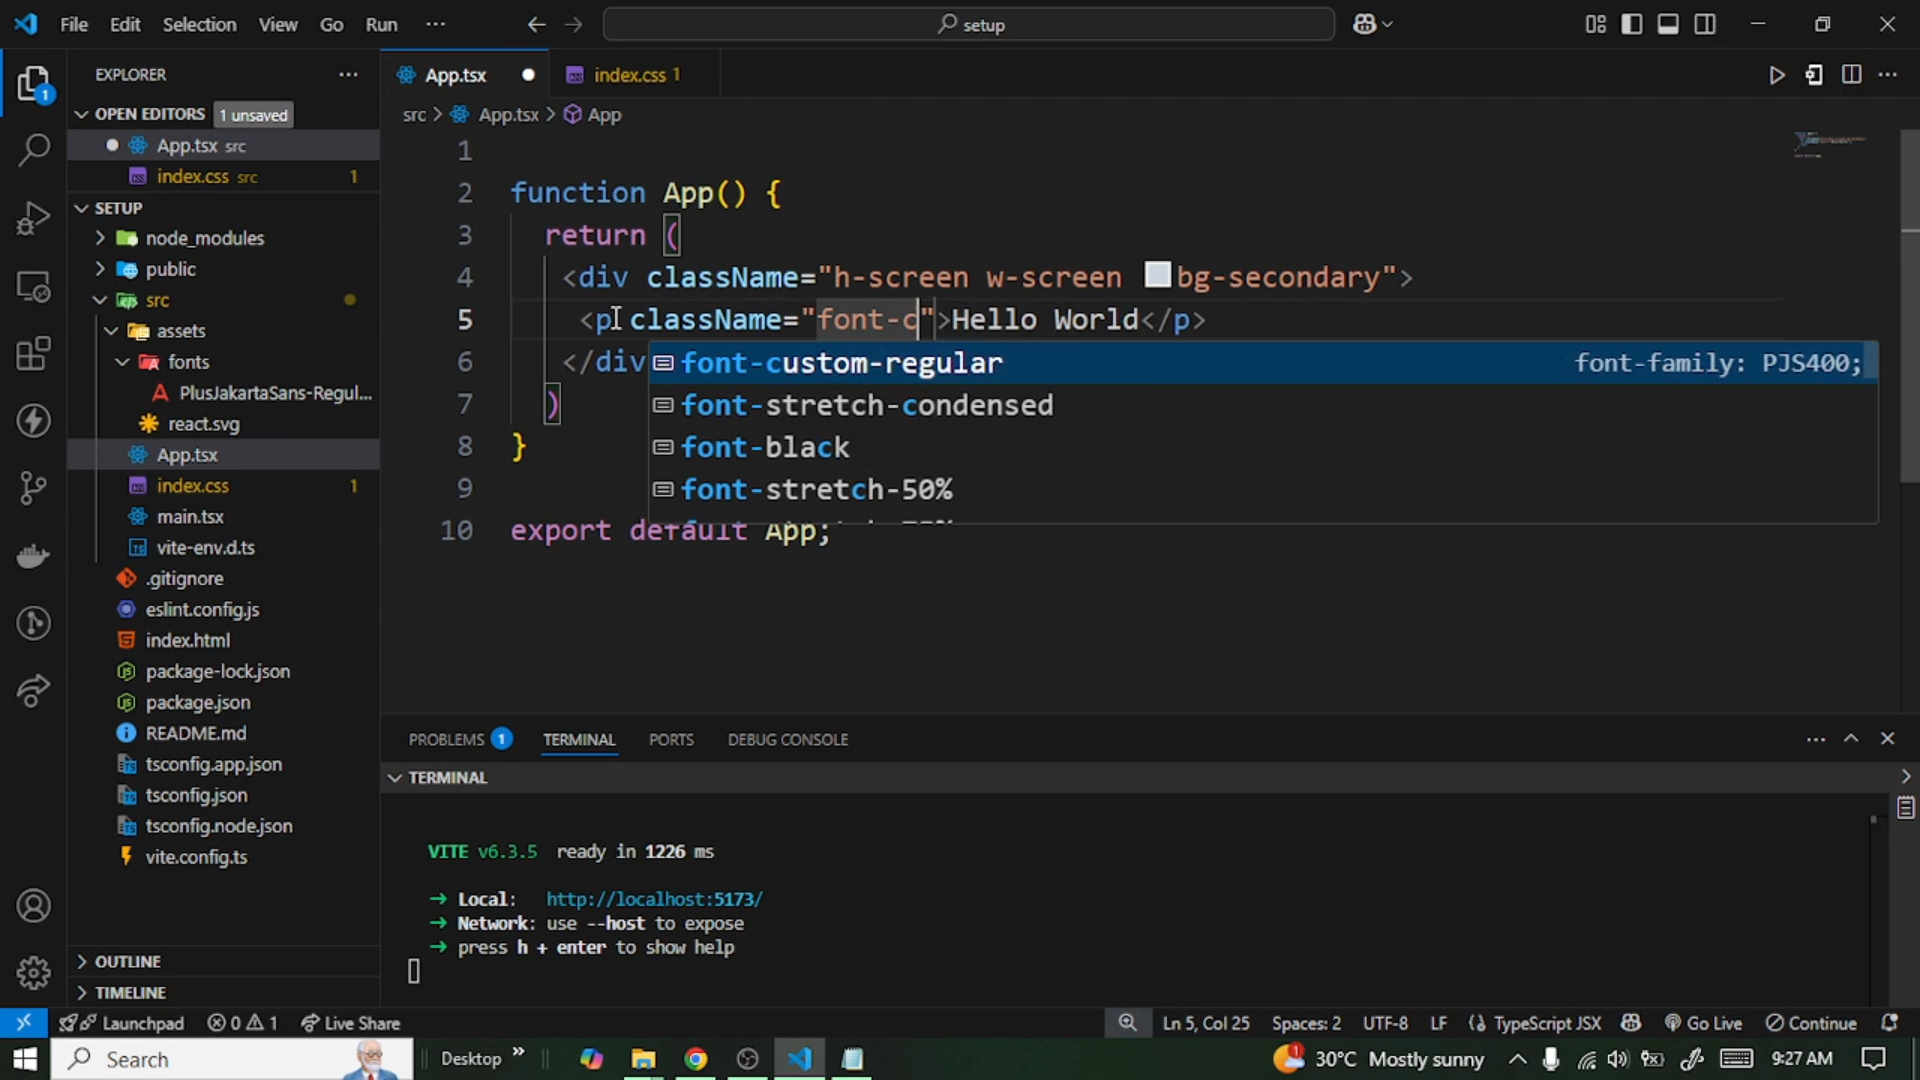 File Edit Selection View Go Run ... setup
EXPLORER ...
OPEN EDITORS 1 unsaved
App.tsx src
index.css src 1
SETUP
node_modules
public
src
assets
fonts
PlusJakartaSans-Regul...
react.svg
App.tsx
index.css 1
main.tsx
vite-env.d.ts
.gitignore
eslint.config.js
index.html
package-lock.json
package.json
README.md
tsconfig.app.json
tsconfig.json
tsconfig.node.json
vite.config.ts
OUTLINE
TIMELINE
App.tsx index.css 1
src > App.tsx > App
1
2 function App() {
3 return (
4 <div className="h-screen w-screen bg-secondary">
5 <p className="font-c">Hello World</p>
6 </div
font-custom-regular font-family: PJS400;
font-stretch-condensed
7 )
font-black
8 }
font-stretch-50%
9
10 export default App;
PROBLEMS 1 TERMINAL PORTS DEBUG CONSOLE
TERMINAL
VITE v6.3.5 ready in 1226 ms
➜ Local: http://localhost:5173/
➜ Network: use --host to expose
➜ press h + enter to show help
Launchpad 0 1 Live Share Ln 5, Col 25 Spaces: 2 UTF-8 LF TypeScript JSX Go Live Continue
Search Desktop » 1 30°C Mostly sunny 9:27 AM